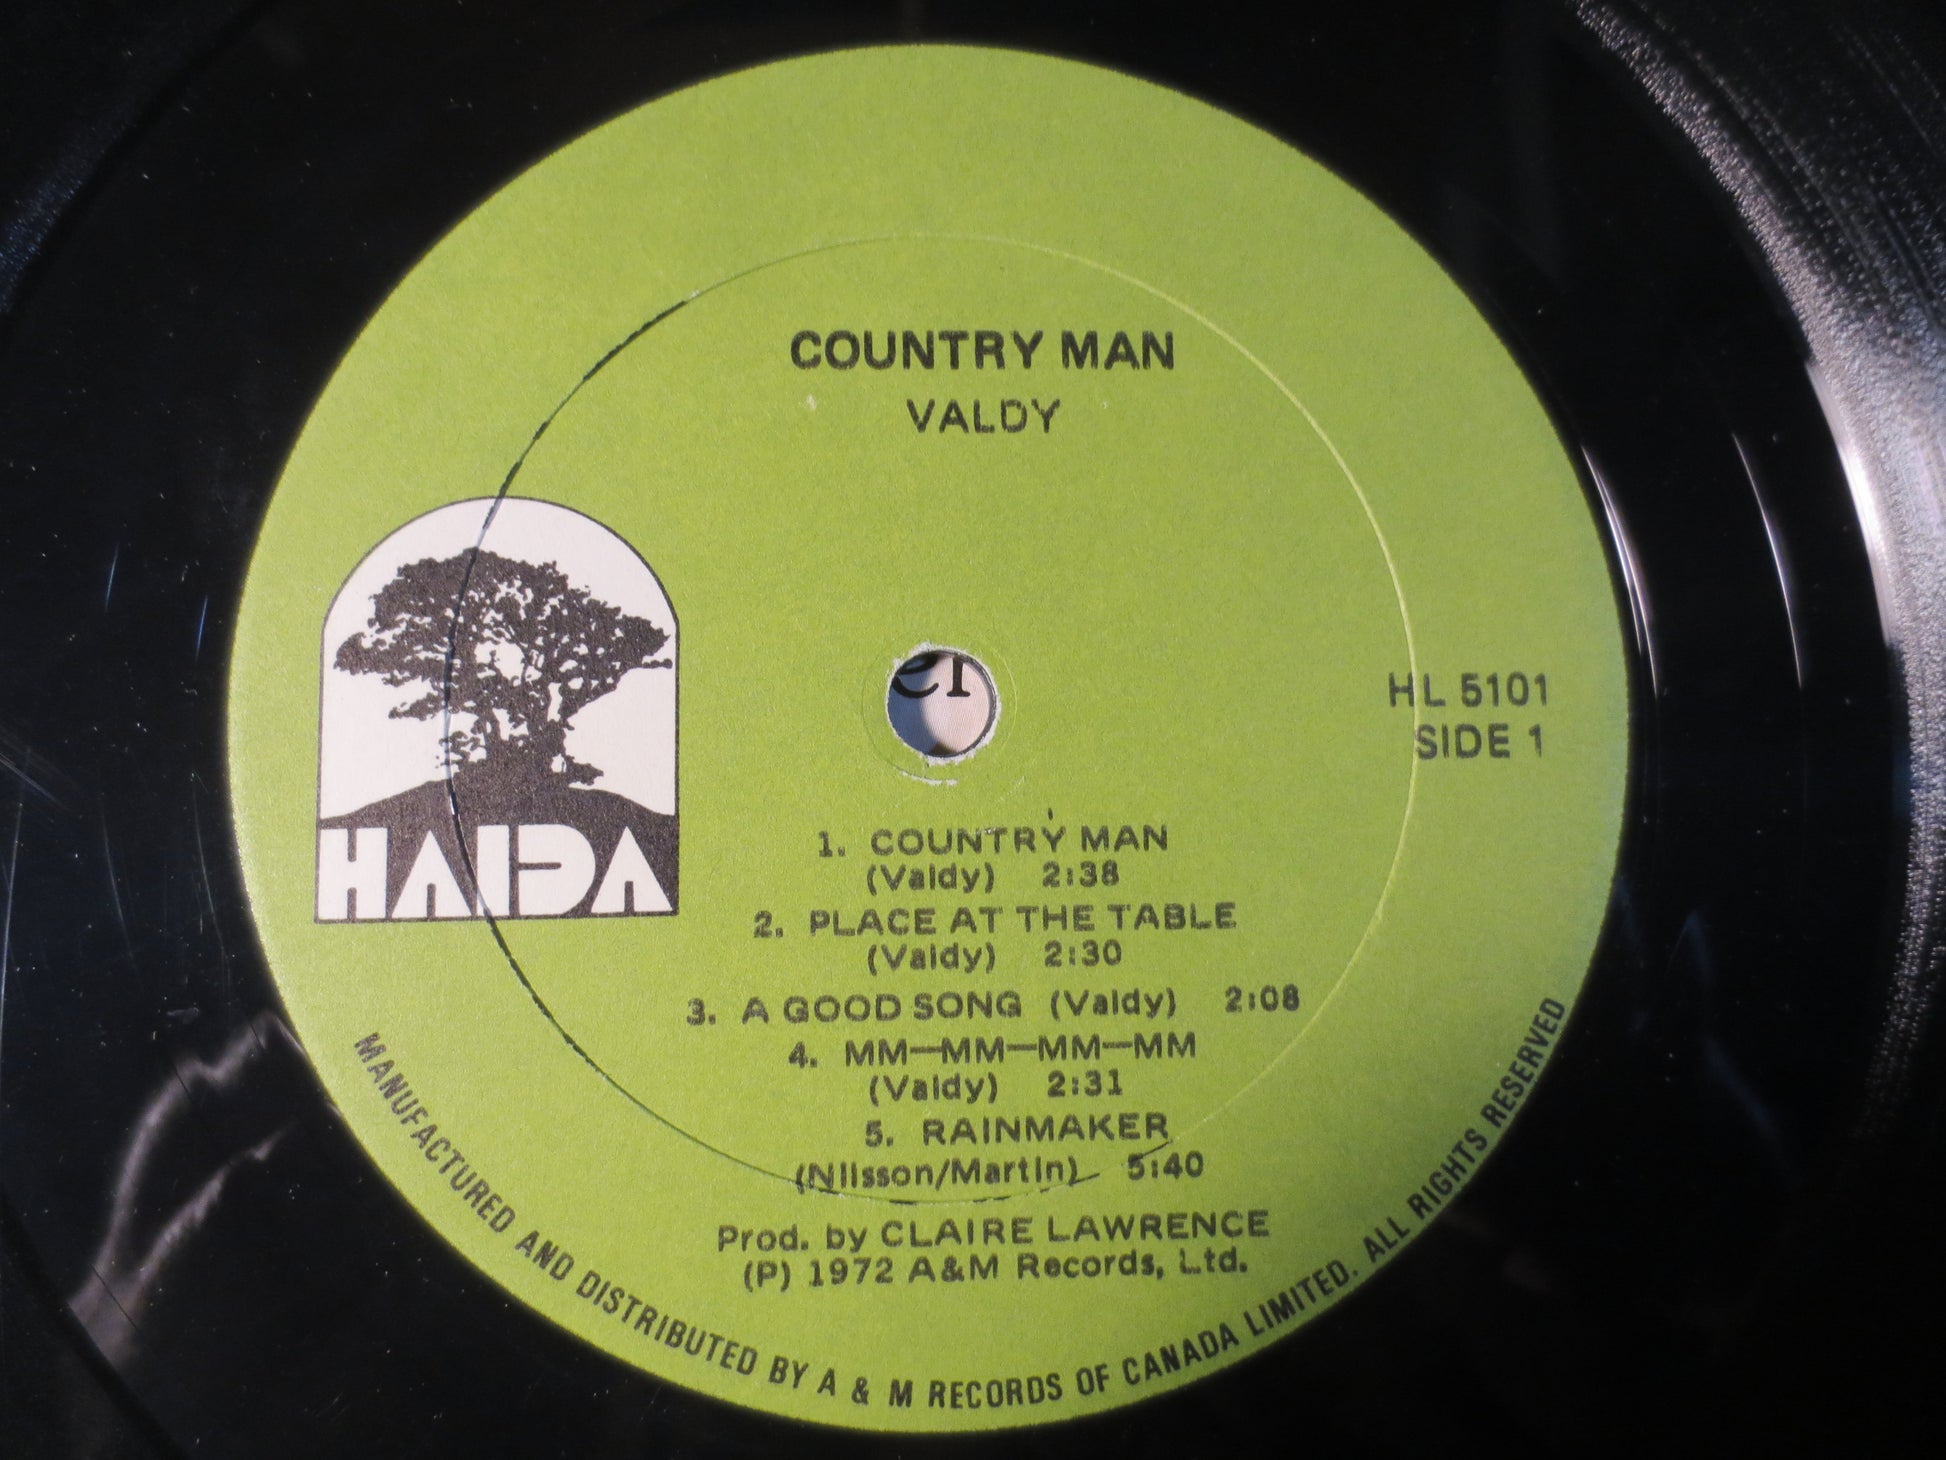 COUNTRY MAN
VALDY
HAIDA
er
HL 5101
SIDE 1
1. COUNTRY MAN
(Valdy) 2:38
2. PLACE AT THE TABLE
(Valdy) 2:30
3. A GOOD SONG (Valdy) 2:08
4. MM—MM—MM—MM
(Valdy) 2:31
5. RAINMAKER
(Nilsson/Martin) 5:40
Prod. by CLAIRE LAWRENCE
(P) 1972 A&M Records, Ltd.
MANUFACTURED AND DISTRIBUTED BY A & M RECORDS OF CANADA LIMITED. ALL RIGHTS RESERVED